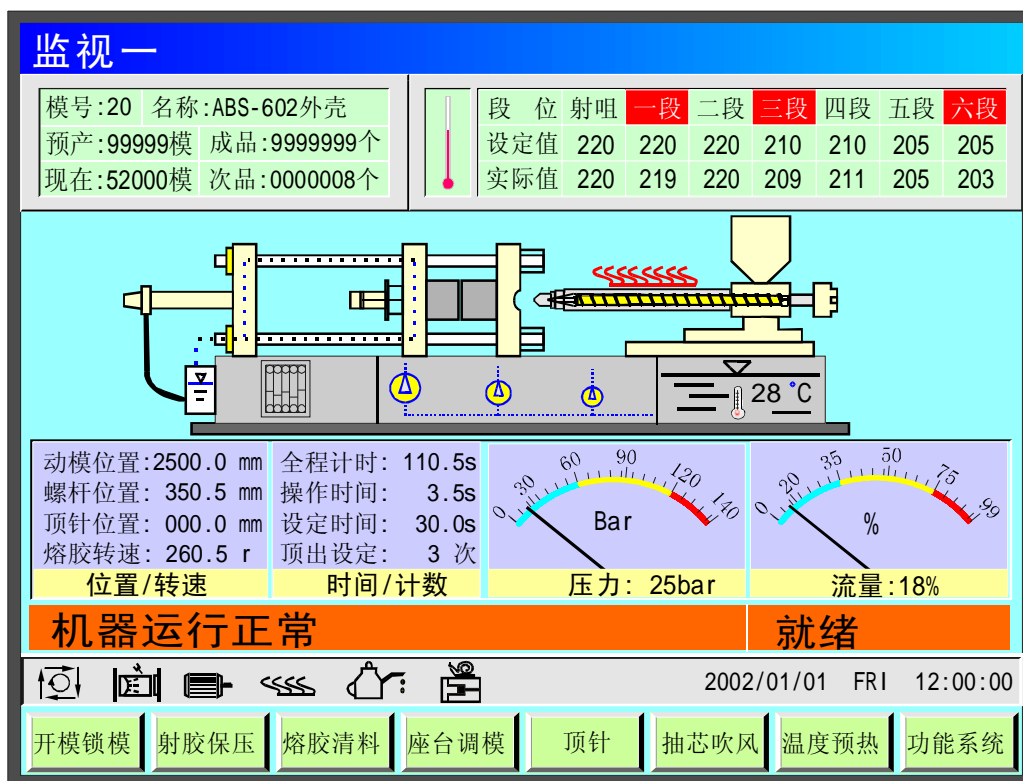 监视一
模号:20 名称:ABS-602外壳
预产:99999模 成品:9999999个
现在:52000模 次品:0000008个
段 位 射咀 一段 二段 三段 四段 五段 六段
设定值 220 220 220 210 210 205 205
实际值 220 219 220 209 211 205 203
28 °C
动模位置:2500.0 mm
螺杆位置: 350.5 mm
顶针位置: 000.0 mm
熔胶转速: 260.5 r
位置/转速
全程计时: 110.5s
操作时间: 3.5s
设定时间: 30.0s
顶出设定: 3 次
时间/计数
0 30 60 90 120 140
Bar
压力: 25bar
0 20 35 50 75 99
%
流量:18%
机器运行正常 就绪
2002/01/01 FRI 12:00:00
开模锁模 射胶保压 熔胶清料 座台调模 顶针 抽芯吹风 温度预热 功能系统